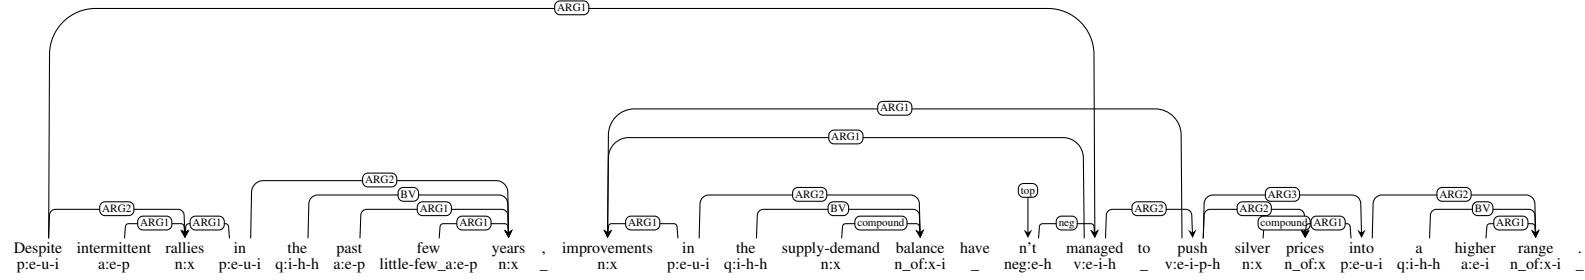 ARG1
ARG1
ARG1
ARG2 ARG2 top ARG3 ARG2
BV BV
ARG2 ARG1 ARG2 ARG2 BV
ARG1 ARG1 ARG1 ARG1 compound neg compound ARG1 ARG1
Despite intermittent rallies in the past few years , improvements in the supply-demand balance have n't managed to push silver prices into a higher range .
p:e-u-i a:e-p n:x p:e-u-i q:i-h-h a:e-p little-few_a:e-p n:x _ n:x p:e-u-i q:i-h-h n:x n_of:x-i _ neg:e-h v:e-i-h _ v:e-i-p-h n:x n_of:x p:e-u-i q:i-h-h a:e-i n_of:x-i _